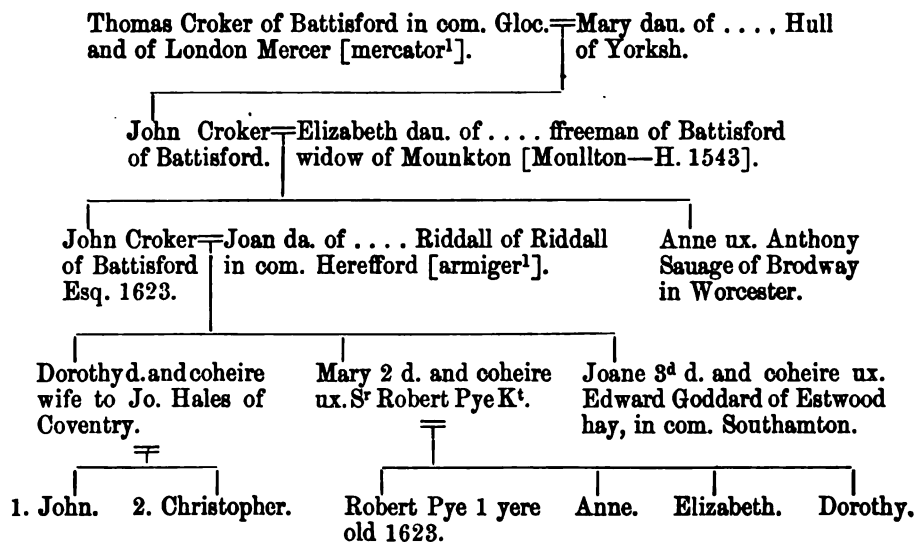 Thomas Croker of Battisford in com. Gloc.=Mary dau. of . . . . Hull
and of London Mercer [mercator¹]. of Yorksh.
John Croker=Elizabeth dau. of . . . . ffreeman of Battisford
of Battisford. widow of Mounkton [Moullton—H. 1543].
John Croker=Joan da. of . . . . Riddall of Riddall
of Battisford in com. Herefford [armiger¹].
Esq. 1623.
Anne ux. Anthony
Sauage of Brodway
in Worcester.
Dorothy d. and coheire
wife to Jo. Hales of
Coventry.
Mary 2 d. and coheire
ux. Sʳ Robert Pye Kᵗ.
Joane 3ᵈ d. and coheire ux.
Edward Goddard of Estwood
hay, in com. Southamton.
1. John. 2. Christopher.
Robert Pye 1 yere
old 1623.
Anne. Elizabeth. Dorothy.